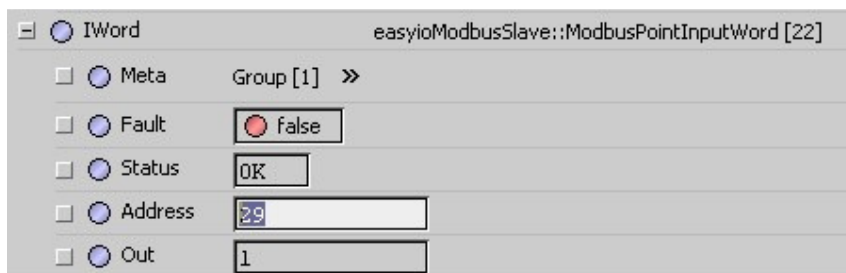 IWord easyioModbusSlave::ModbusPointInputWord [22]
Meta Group [1] »
Fault false
Status OK
Address 29
Out 1